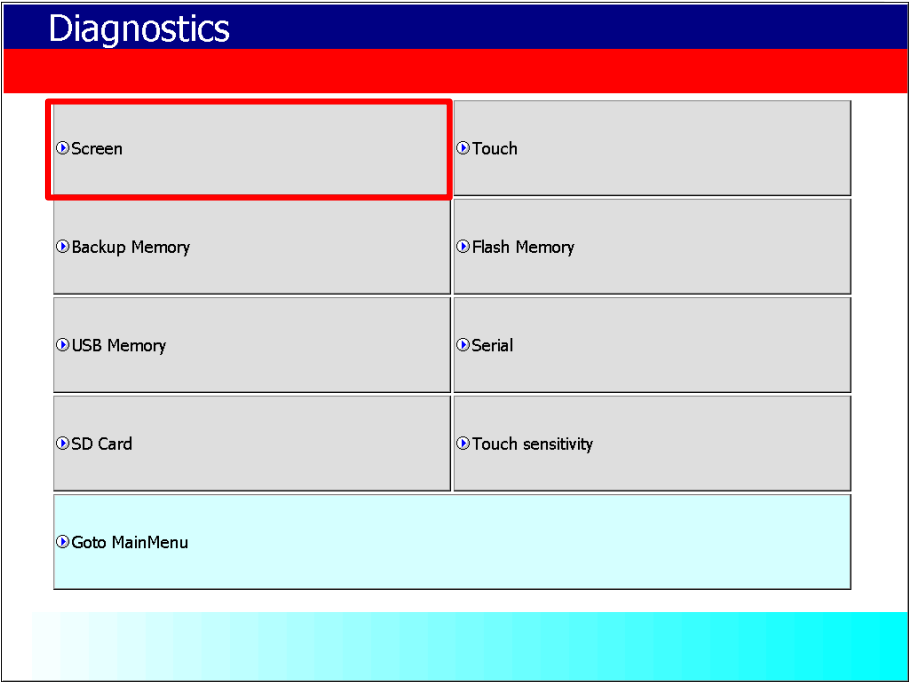 Diagnostics
Screen
Touch
Backup Memory
Flash Memory
USB Memory
Serial
SD Card
Touch sensitivity
Goto MainMenu